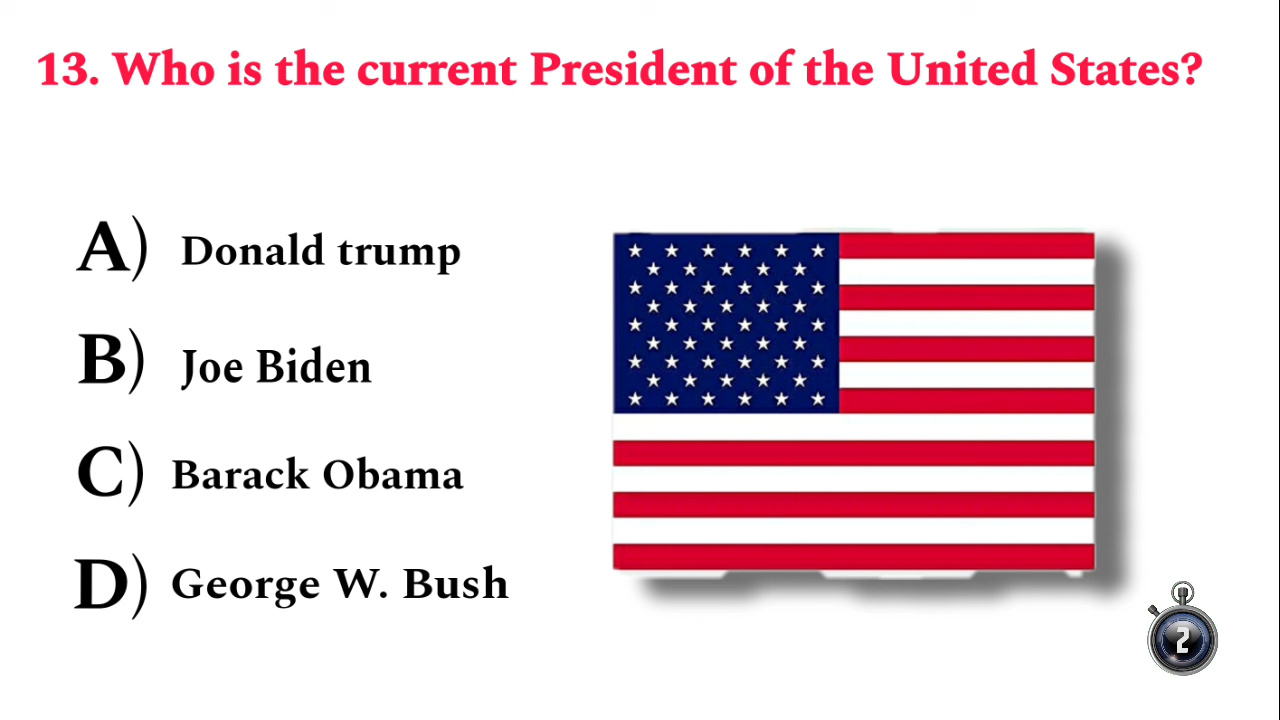 13. Who is the current President of the United States?
A) Donald trump
B) Joe Biden
C) Barack Obama
D) George W. Bush
2